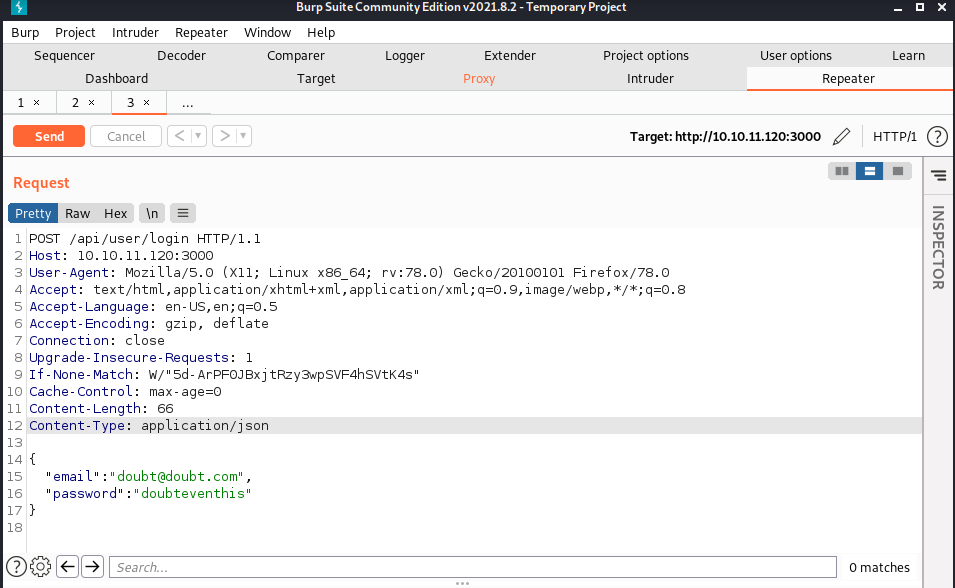 Burp Suite Community Edition v2021.8.2 - Temporary Project
Burp Project Intruder Repeater Window Help
Sequencer Decoder Comparer Logger Extender Project options User options Learn
Dashboard Target Proxy Intruder Repeater
1 × 2 × 3 × ...
Send Cancel < > Target: http://10.10.11.120:3000 HTTP/1 ?
Request
Pretty Raw Hex \n
INSPECTOR
1 POST /api/user/login HTTP/1.1
2 Host: 10.10.11.120:3000
3 User-Agent: Mozilla/5.0 (X11; Linux x86_64; rv:78.0) Gecko/20100101 Firefox/78.0
4 Accept: text/html,application/xhtml+xml,application/xml;q=0.9,image/webp,*/*;q=0.8
5 Accept-Language: en-US,en;q=0.5
6 Accept-Encoding: gzip, deflate
7 Connection: close
8 Upgrade-Insecure-Requests: 1
9 If-None-Match: W/"5d-ArPF0JBxjtRzy3wpSVF4hSVtK4s"
10 Cache-Control: max-age=0
11 Content-Length: 66
12 Content-Type: application/json
13
14 {
15 "email":"doubt@doubt.com",
16 "password":"doubteventhis"
17 }
18
? Search... 0 matches